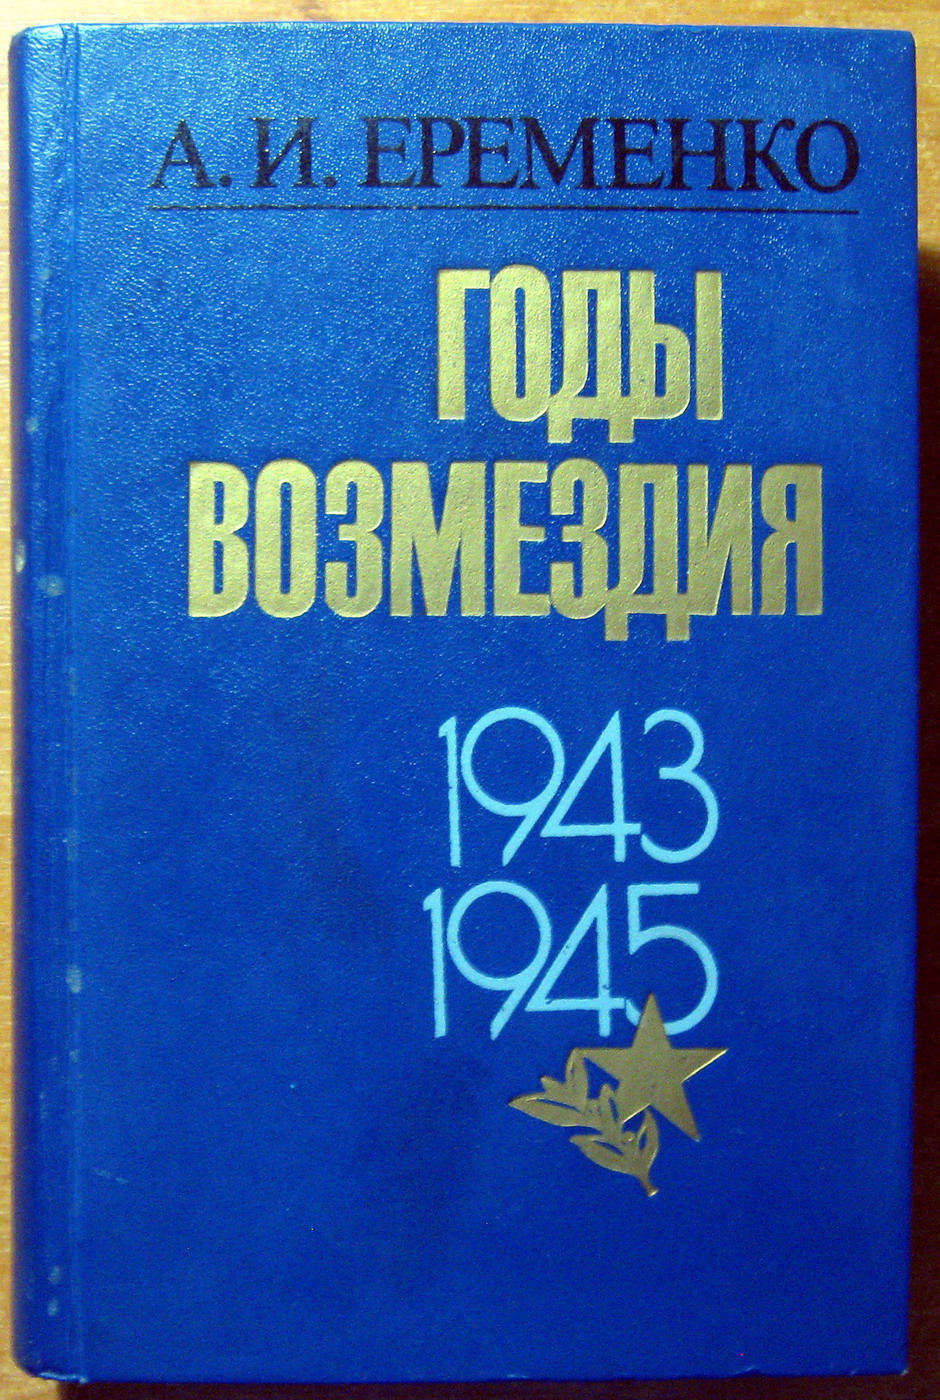 А. И. ЕРЕМЕНКО
ГОДЫ
ВОЗМЕЗДИЯ
1943
1945